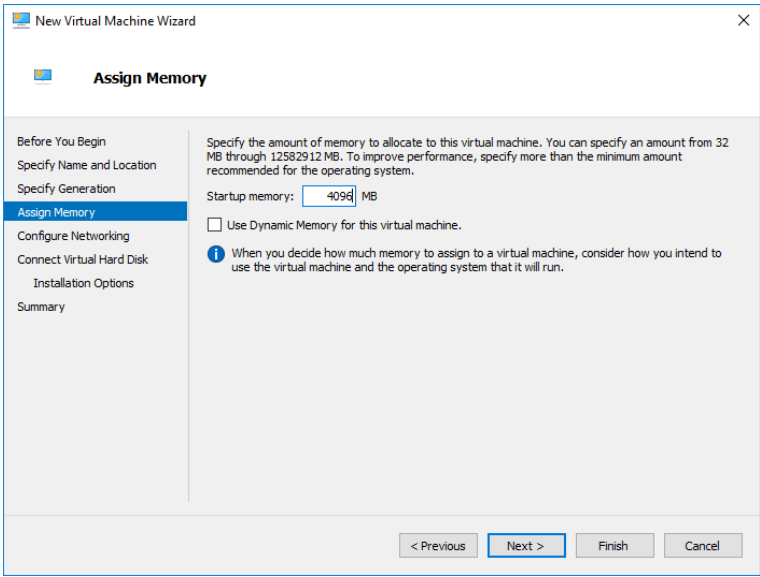 New Virtual Machine Wizard
Assign Memory
Before You Begin
Specify Name and Location
Specify Generation
Assign Memory
Configure Networking
Connect Virtual Hard Disk
Installation Options
Summary
Specify the amount of memory to allocate to this virtual machine. You can specify an amount from 32
MB through 12582912 MB. To improve performance, specify more than the minimum amount
recommended for the operating system.
Startup memory: 4096 MB
Use Dynamic Memory for this virtual machine.
When you decide how much memory to assign to a virtual machine, consider how you intend to
use the virtual machine and the operating system that it will run.
< Previous Next > Finish Cancel